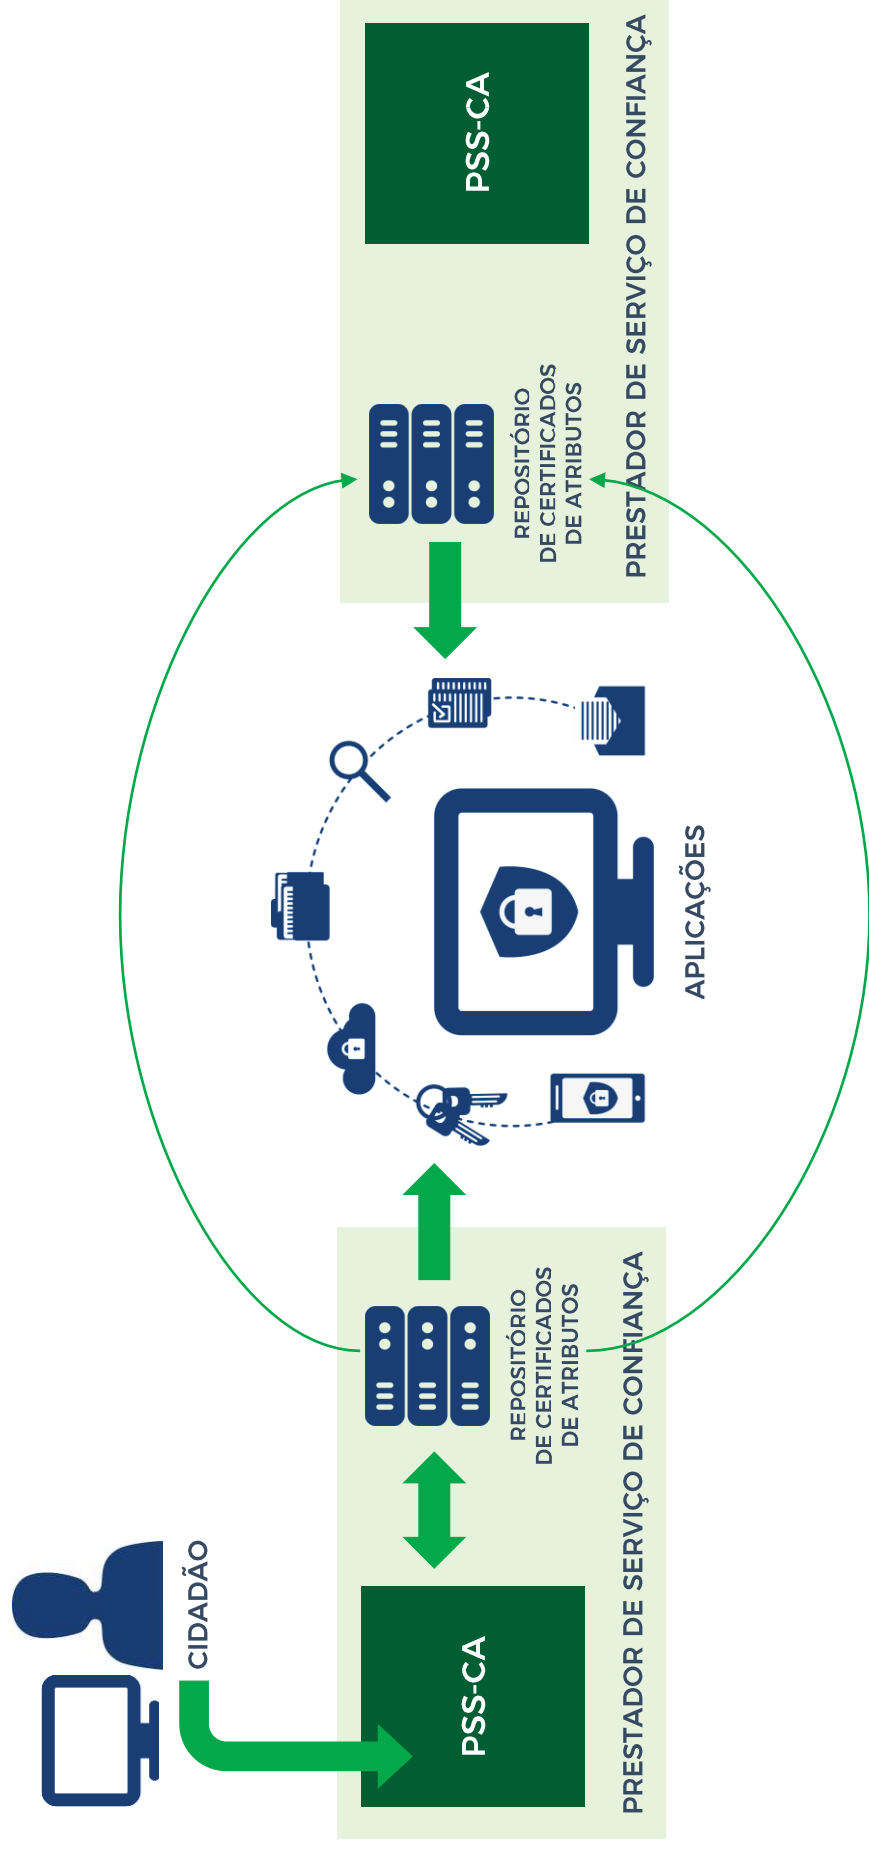 CIDADÃO
PSS-CA
REPOSITÓRIO
DE CERTIFICADOS
DE ATRIBUTOS
PRESTADOR DE SERVIÇO DE CONFIANÇA
APLICAÇÕES
REPOSITÓRIO
DE CERTIFICADOS
DE ATRIBUTOS
PSS-CA
PRESTADOR DE SERVIÇO DE CONFIANÇA